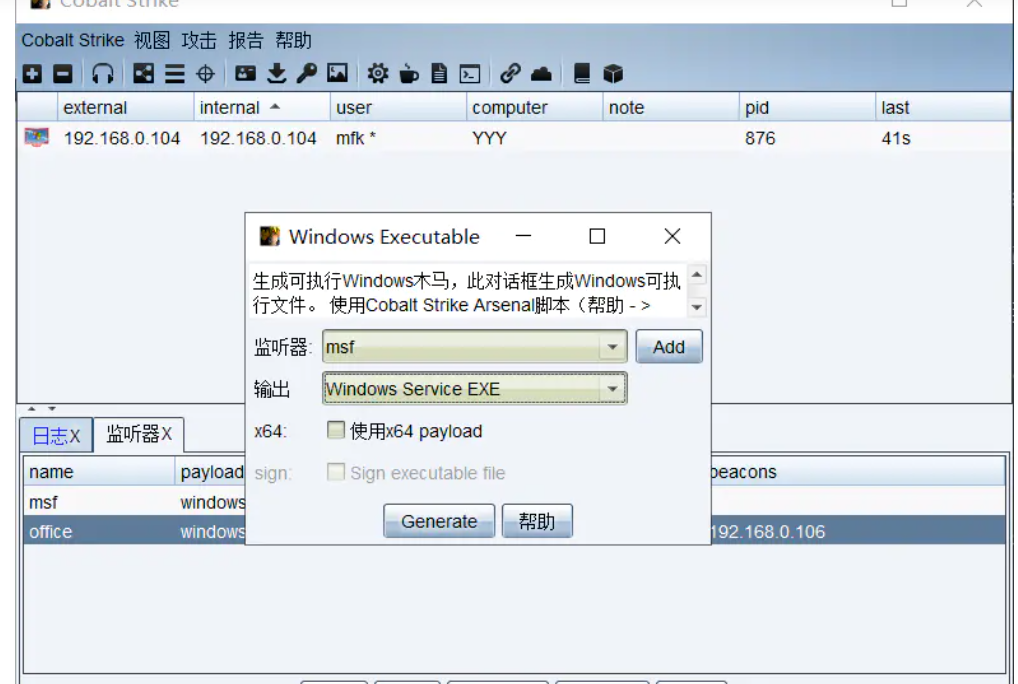 Cobalt Strike
Cobalt Strike 视图 攻击 报告 帮助
external internal user computer note pid last
192.168.0.104 192.168.0.104 mfk * YYY 876 41s
Windows Executable
生成可执行Windows木马，此对话框生成Windows可执
行文件。 使用Cobalt Strike Arsenal脚本（帮助 - >
监听器: msf Add
输出 Windows Service EXE
x64: 使用x64 payload
sign: Sign executable file
Generate 帮助
日志X 监听器X
name payload beacons
msf windows
office windows 192.168.0.106